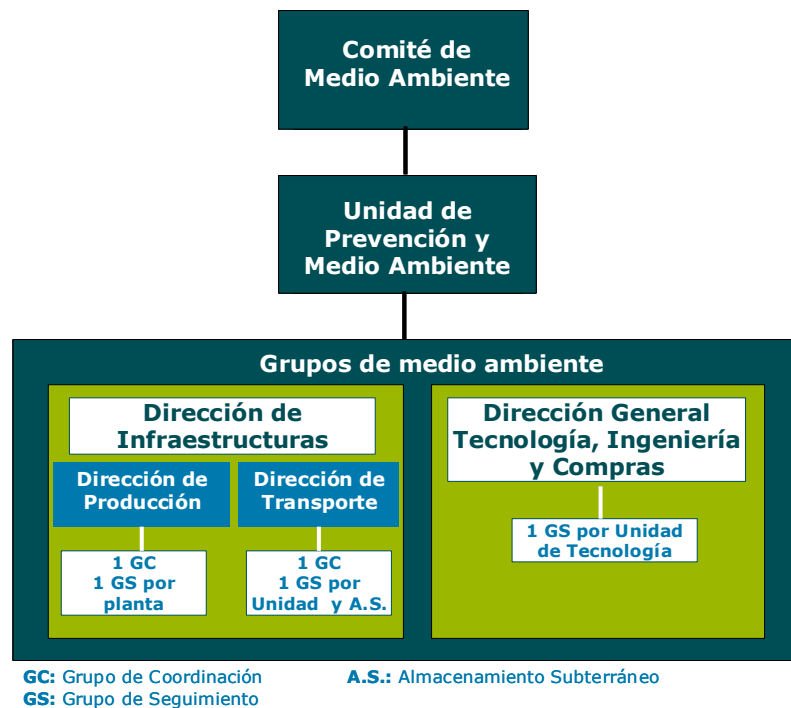 Comité de
Medio Ambiente
Unidad de
Prevención y
Medio Ambiente
Grupos de medio ambiente
Dirección de
Infraestructuras
Dirección de
Producción
1 GC
1 GS por
planta
Dirección de
Transporte
1 GC
1 GS por
Unidad y A.S.
Dirección General
Tecnología, Ingeniería
y Compras
1 GS por Unidad
de Tecnología
GC: Grupo de Coordinación
A.S.: Almacenamiento Subterráneo
GS: Grupo de Seguimiento